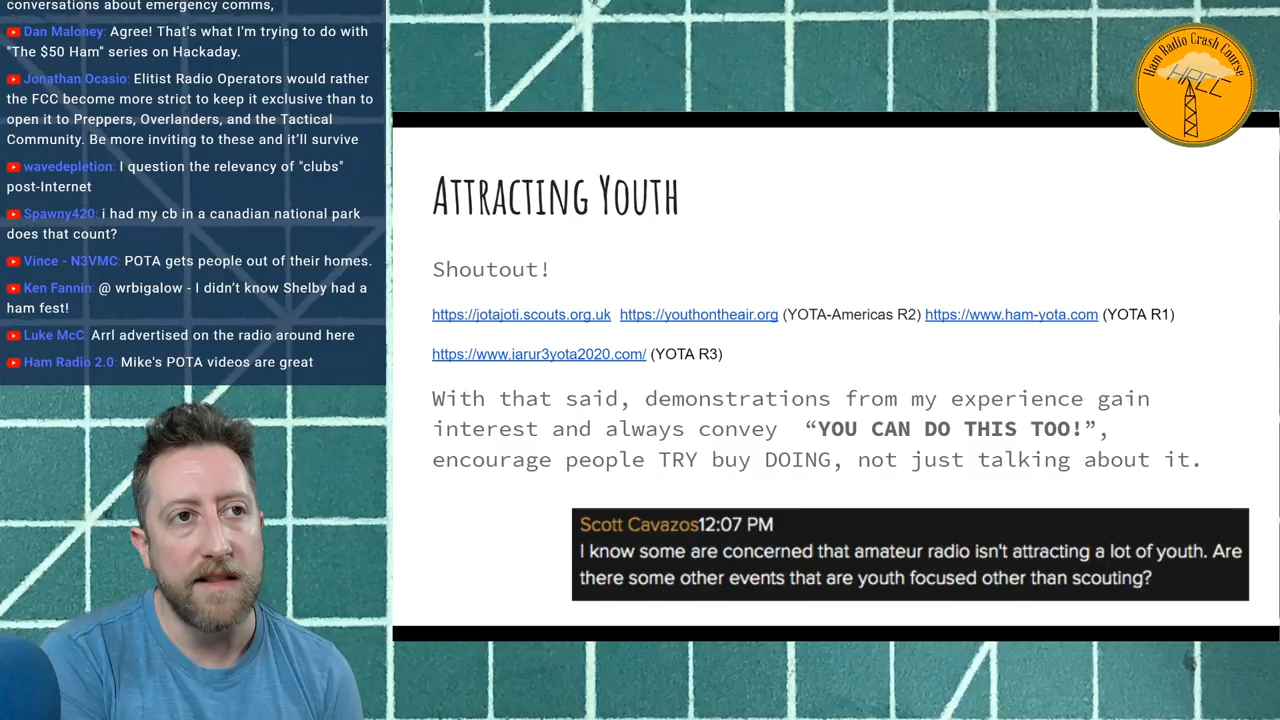 conversations about emergency comms,
Dan Maloney: Agree! That's what I'm trying to do with
"The $50 Ham" series on Hackaday.
Jonathan Ocasio: Elitist Radio Operators would rather
the FCC become more strict to keep it exclusive than to
open it to Preppers, Overlanders, and the Tactical
Community. Be more inviting to these and it'll survive
wavedepletion: I question the relevancy of "clubs"
post-Internet
Spawny420: i had my cb in a canadian national park
does that count?
Vince - N3VMC: POTA gets people out of their homes.
Ken Fannin: @ wrbigalow - I didn't know Shelby had a
ham fest!
Luke McC: Arrl advertised on the radio around here
Ham Radio 2.0: Mike's POTA videos are great
Ham Radio Crash Course
HRCC
Attracting Youth
Shoutout!
https://jotajoti.scouts.org.uk https://youthontheair.org (YOTA-Americas R2) https://www.ham-yota.com (YOTA R1)
https://www.iarur3yota2020.com/ (YOTA R3)
With that said, demonstrations from my experience gain
interest and always convey “YOU CAN DO THIS TOO!”,
encourage people TRY buy DOING, not just talking about it.
Scott Cavazos12:07 PM
I know some are concerned that amateur radio isn't attracting a lot of youth. Are
there some other events that are youth focused other than scouting?